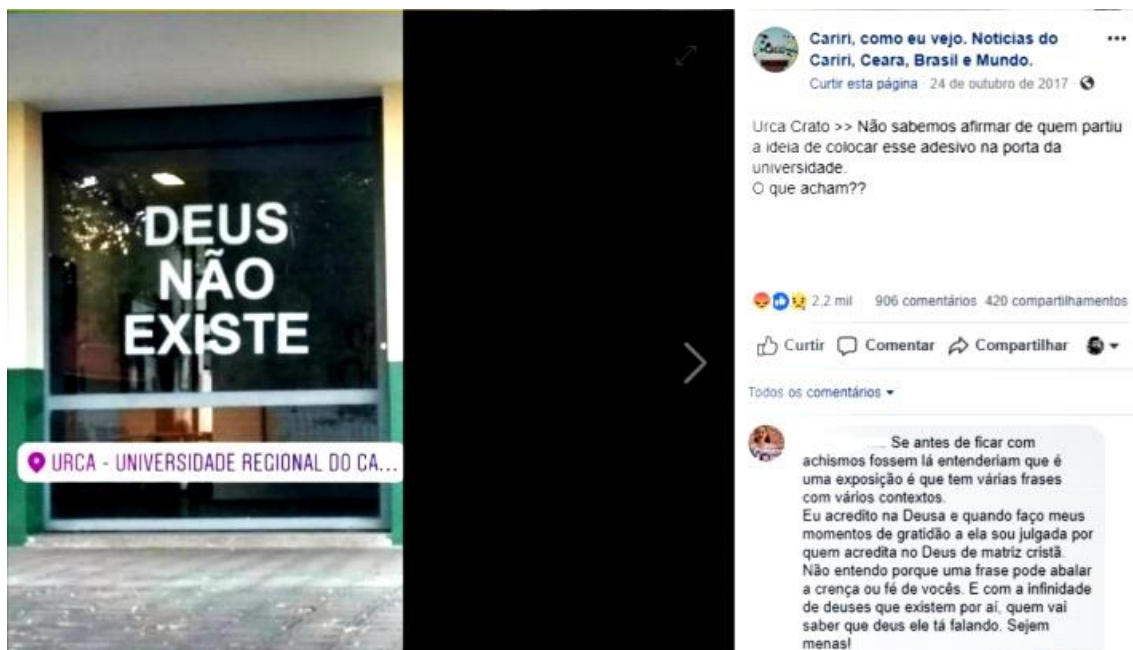 DEUS
NÃO
EXISTE
URCA - UNIVERSIDADE REGIONAL DO CA...
Cariri, como eu vejo. Noticias do
Cariri, Ceara, Brasil e Mundo.
Curtir esta página · 24 de outubro de 2017 ·
Urca Crato >> Não sabemos afirmar de quem partiu
a ideia de colocar esse adesivo na porta da
universidade.
O que acham??
2,2 mil 906 comentários 420 compartilhamentos
Curtir Comentar Compartilhar
Todos os comentários
Se antes de ficar com
achismos fossem lá entenderiam que é
uma exposição é que tem várias frases
com vários contextos.
Eu acredito na Deusa e quando faço meus
momentos de gratidão a ela sou julgada por
quem acredita no Deus de matriz cristã.
Não entendo porque uma frase pode abalar
a crença ou fé de vocês. E com a infinidade
de deuses que existem por aí, quem vai
saber que deus ele tá falando. Sejem
menas!